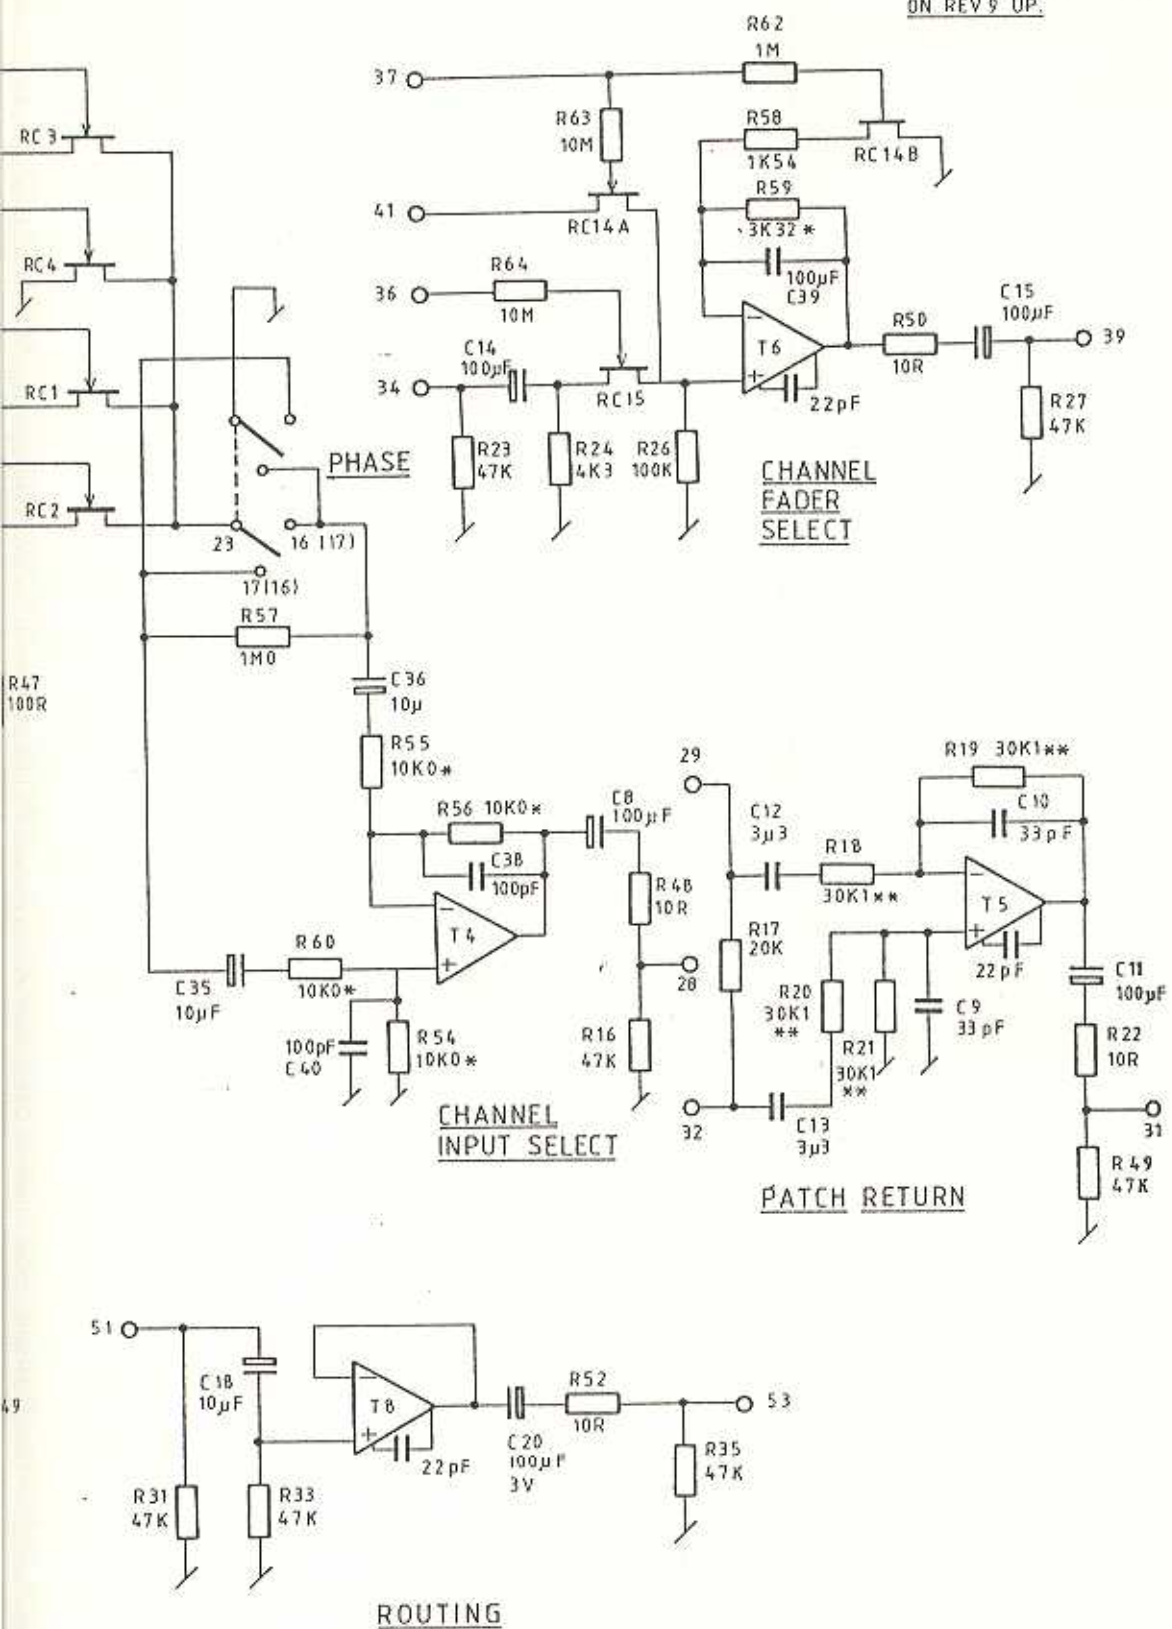 ON REV 9 UP.
R62
1M
37
R63
10M
R58
1K54
RC14B
RC3
R59
3K32 *
41
RC14A
RC4
R64
36
10M
100µF
C39
C15
100µF
R50
39
C14
100µF
T6
10R
34
RC15
22pF
RC1
R27
47K
R23
47K
R24
4K3
R26
100K
PHASE
CHANNEL
FADER
SELECT
RC2
23
16 (17)
17(16)
R57
1M0
R47
100R
C36
10µ
R55
10K0*
29
R19 30K1**
C10
33pF
R56 10K0*
C8
100µF
C12
3µ3
R18
30K1**
C38
100pF
R48
10R
T5
T4
R17
20K
R60
10K0*
28
22pF
C11
100µF
C35
10µF
R20
30K1
**
C9
33pF
100pF
C40
R54
10K0*
R16
47K
R21
30K1
**
R22
10R
CHANNEL
INPUT SELECT
32
C13
3µ3
31
R49
47K
PATCH RETURN
51
C18
10µF
T8
R52
10R
53
49
22pF
C20
100µF
3V
R35
47K
R31
47K
R33
47K
ROUTING